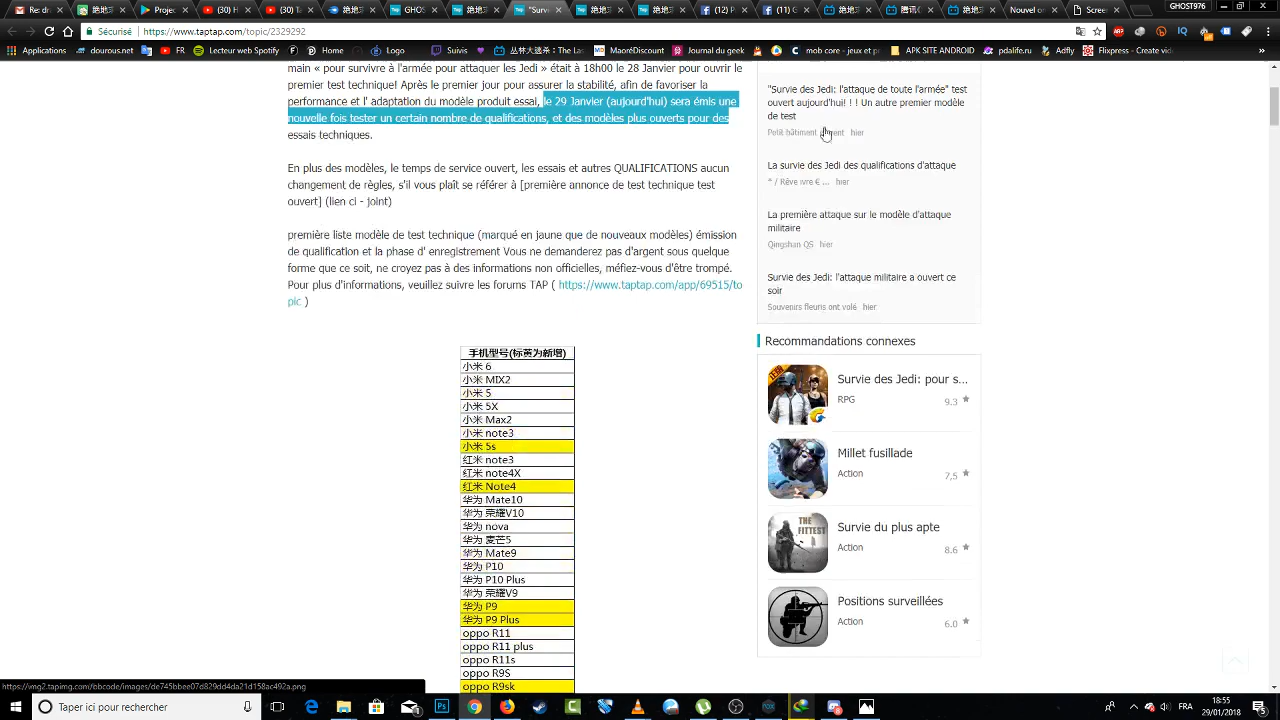 Sécurisé
https://www.taptap.com/topic/2329292
GHOST976
Applications
dourous.net
FR
Lecteur web Spotify
Home
Logo
Suivis
丛林大逃杀: The Las
MaoréDiscount
Journal du geek
mob core - jeux et p
APK SITE ANDROID
pdalife.ru
Adfly
Flixpress - Create vide
main « pour survivre à l'armée pour attaquer les Jedi » était à 18h00 le 28 Janvier pour ouvrir le
premier test technique! Après le premier jour pour assurer la stabilité, afin de favoriser la
performance et l' adaptation du modèle produit essai, le 29 Janvier (aujourd'hui) sera émis une
nouvelle fois tester un certain nombre de qualifications, et des modèles plus ouverts pour des
essais techniques.
En plus des modèles, le temps de service ouvert, les essais et autres QUALIFICATIONS aucun
changement de règles, s'il vous plaît se référer à [première annonce de test technique test
ouvert] (lien ci - joint)
première liste modèle de test technique (marqué en jaune que de nouveaux modèles) émission
de qualification et la phase d' enregistrement Vous ne demanderez pas d'argent sous quelque
forme que ce soit, ne croyez pas à des informations non officielles, méfiez-vous d'être trompé.
Pour plus d'informations, veuillez suivre les forums TAP ( https://www.taptap.com/app/69515/to
pic )
手机型号(标黄为新增)
小米 6
小米 MIX2
小米 5
小米 5X
小米 Max2
小米 note3
小米 5s
红米 note3
红米 note4X
红米 Note4
华为 Mate10
华为 荣耀V10
华为 nova
华为 麦芒5
华为 Mate9
华为 P10
华为 P10 Plus
华为 荣耀V9
华为 P9
华为 P9 Plus
oppo R11
oppo R11 plus
oppo R11s
oppo R9S
oppo R9sk
"Survie des Jedi: l'attaque de toute l'armée" test
ouvert aujourd'hui! ! ! Un autre premier modèle
de test
Petit bâtiment hier
La survie des Jedi des qualifications d'attaque
* / Rêve ivre € ... hier
La première attaque sur le modèle d'attaque
militaire
Qingshan QS hier
Survie des Jedi: l'attaque militaire a ouvert ce
soir
Souvenirs fleuris ont volé hier
Recommandations connexes
Survie des Jedi: pour s...
RPG 9.3
Millet fusillade
Action 7,5
THE FITTEST
Survie du plus apte
Action 8.6
Positions surveillées
Action 6.0
https://img2.tapimg.com/bbcode/images/de745bbee07d829dd4da21d158ac492a.png
Taper ici pour rechercher
FRA
18:55
29/01/2018